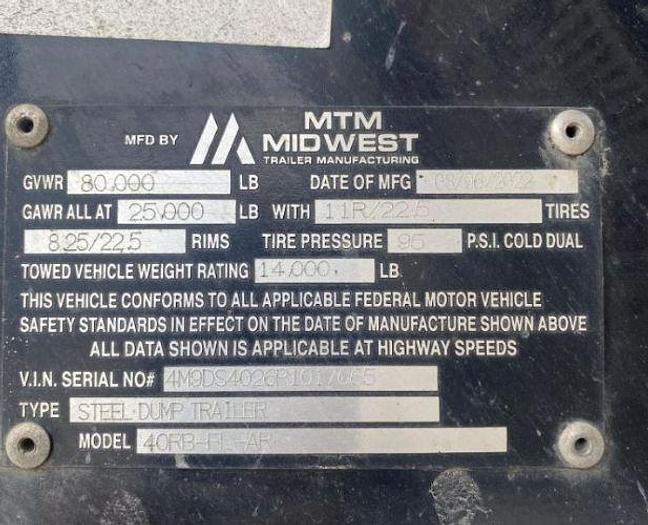 MFD BY MTM
MIDWEST
TRAILER MANUFACTURING
GVWR 80,000 LB DATE OF MFG
GAWR ALL AT 25,000 LB WITH 11R/22.5 TIRES
8.25/22.5 RIMS TIRE PRESSURE 95 P.S.I. COLD DUAL
TOWED VEHICLE WEIGHT RATING 14,000. LB
THIS VEHICLE CONFORMS TO ALL APPLICABLE FEDERAL MOTOR VEHICLE
SAFETY STANDARDS IN EFFECT ON THE DATE OF MANUFACTURE SHOWN ABOVE
ALL DATA SHOWN IS APPLICABLE AT HIGHWAY SPEEDS
V.I.N. SERIAL NO#
TYPE STEEL DUMP TRAILER
MODEL 40RB-FL-AR